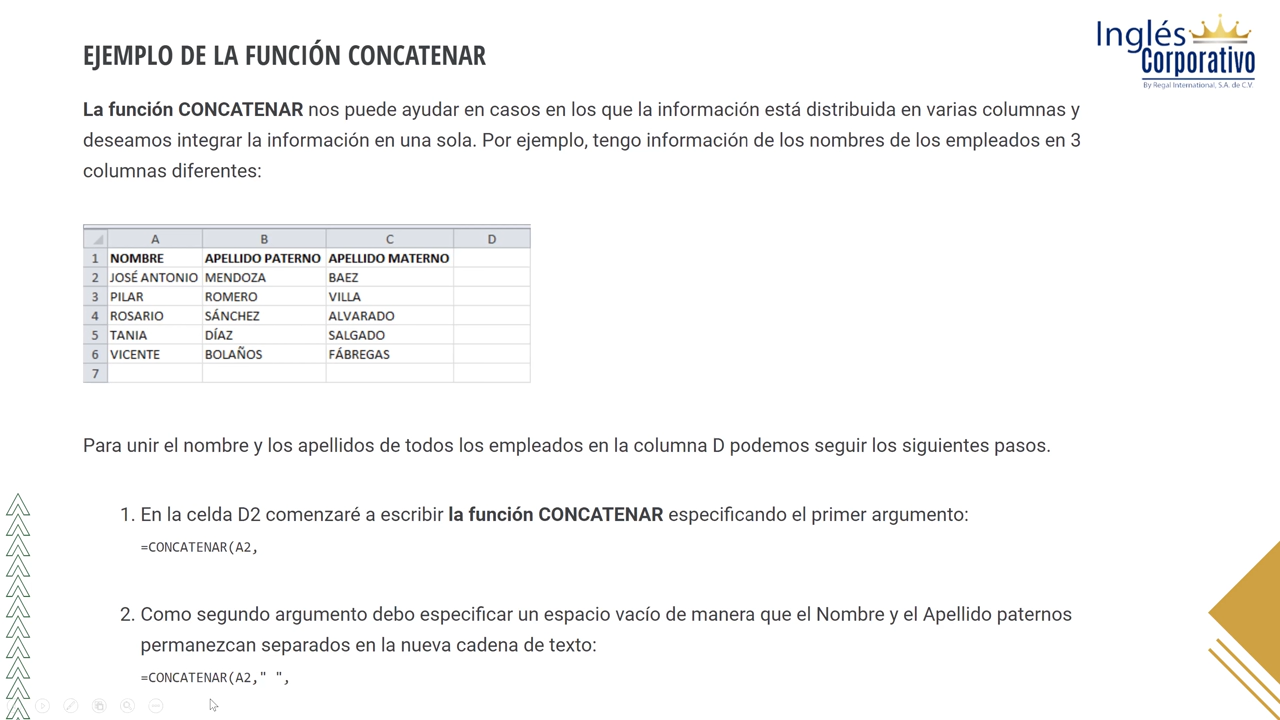 Inglés
Corporativo
By Regal International, S.A. de C.V.
EJEMPLO DE LA FUNCIÓN CONCATENAR
La función CONCATENAR nos puede ayudar en casos en los que la información está distribuida en varias columnas y
deseamos integrar la información en una sola. Por ejemplo, tengo información de los nombres de los empleados en 3
columnas diferentes:
A B C D
1 NOMBRE APELLIDO PATERNO APELLIDO MATERNO
2 JOSÉ ANTONIO MENDOZA BAEZ
3 PILAR ROMERO VILLA
4 ROSARIO SÁNCHEZ ALVARADO
5 TANIA DÍAZ SALGADO
6 VICENTE BOLAÑOS FÁBREGAS
7
Para unir el nombre y los apellidos de todos los empleados en la columna D podemos seguir los siguientes pasos.
1. En la celda D2 comenzaré a escribir la función CONCATENAR especificando el primer argumento:
=CONCATENAR(A2,
2. Como segundo argumento debo especificar un espacio vacío de manera que el Nombre y el Apellido paternos
permanezcan separados en la nueva cadena de texto:
=CONCATENAR(A2," ",